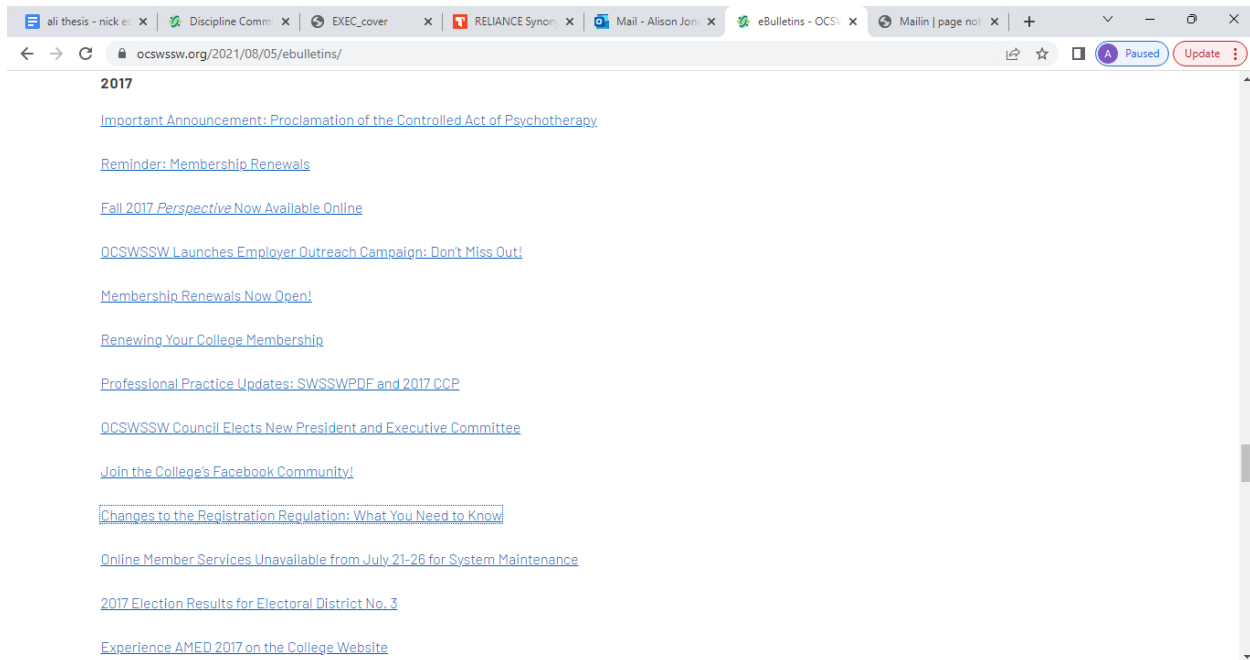 ali thesis - nick ed
Discipline Commi
EXEC_cover
RELIANCE Synony
Mail - Alison Jone
eBulletins - OCSW
Mailin | page not
ocswssw.org/2021/08/05/ebulletins/
A
Paused
Update
2017
Important Announcement: Proclamation of the Controlled Act of Psychotherapy
Reminder: Membership Renewals
Fall 2017 Perspective Now Available Online
OCSWSSW Launches Employer Outreach Campaign: Don't Miss Out!
Membership Renewals Now Open!
Renewing Your College Membership
Professional Practice Updates: SWSSWPDF and 2017 CCP
OCSWSSW Council Elects New President and Executive Committee
Join the College's Facebook Community!
Changes to the Registration Regulation: What You Need to Know
Online Member Services Unavailable from July 21-26 for System Maintenance
2017 Election Results for Electoral District No. 3
Experience AMED 2017 on the College Website